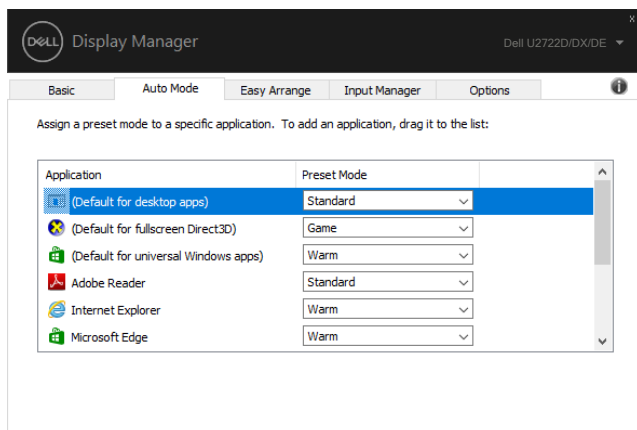 DELL Display Manager
Dell U2722D/DX/DE
Basic Auto Mode Easy Arrange Input Manager Options
Assign a preset mode to a specific application. To add an application, drag it to the list:
Application Preset Mode
(Default for desktop apps) Standard
(Default for fullscreen Direct3D) Game
(Default for universal Windows apps) Warm
Adobe Reader Standard
Internet Explorer Warm
Microsoft Edge Warm